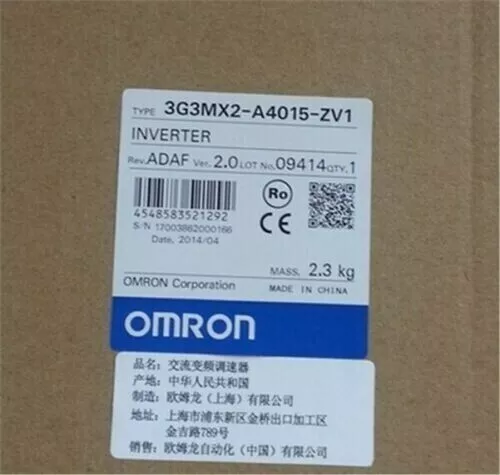 TYPE 3G3MX2-A4015-ZV1
INVERTER
Rev. ADAF Ver. 2.0 LOT No. 09414 QTY. 1
Ro
CE
4548583521292
S/N 17003862000166
Date, 2014/04
MASS. 2.3 kg
OMRON Corporation
MADE IN CHINA
OMRON
品名: 交流变频调速器
产地: 中华人民共和国
制造: 欧姆龙(上海)有限公司
地址: 上海市浦东新区金桥出口加工区
金吉路789号
销售: 欧姆龙自动化(中国)有限公司